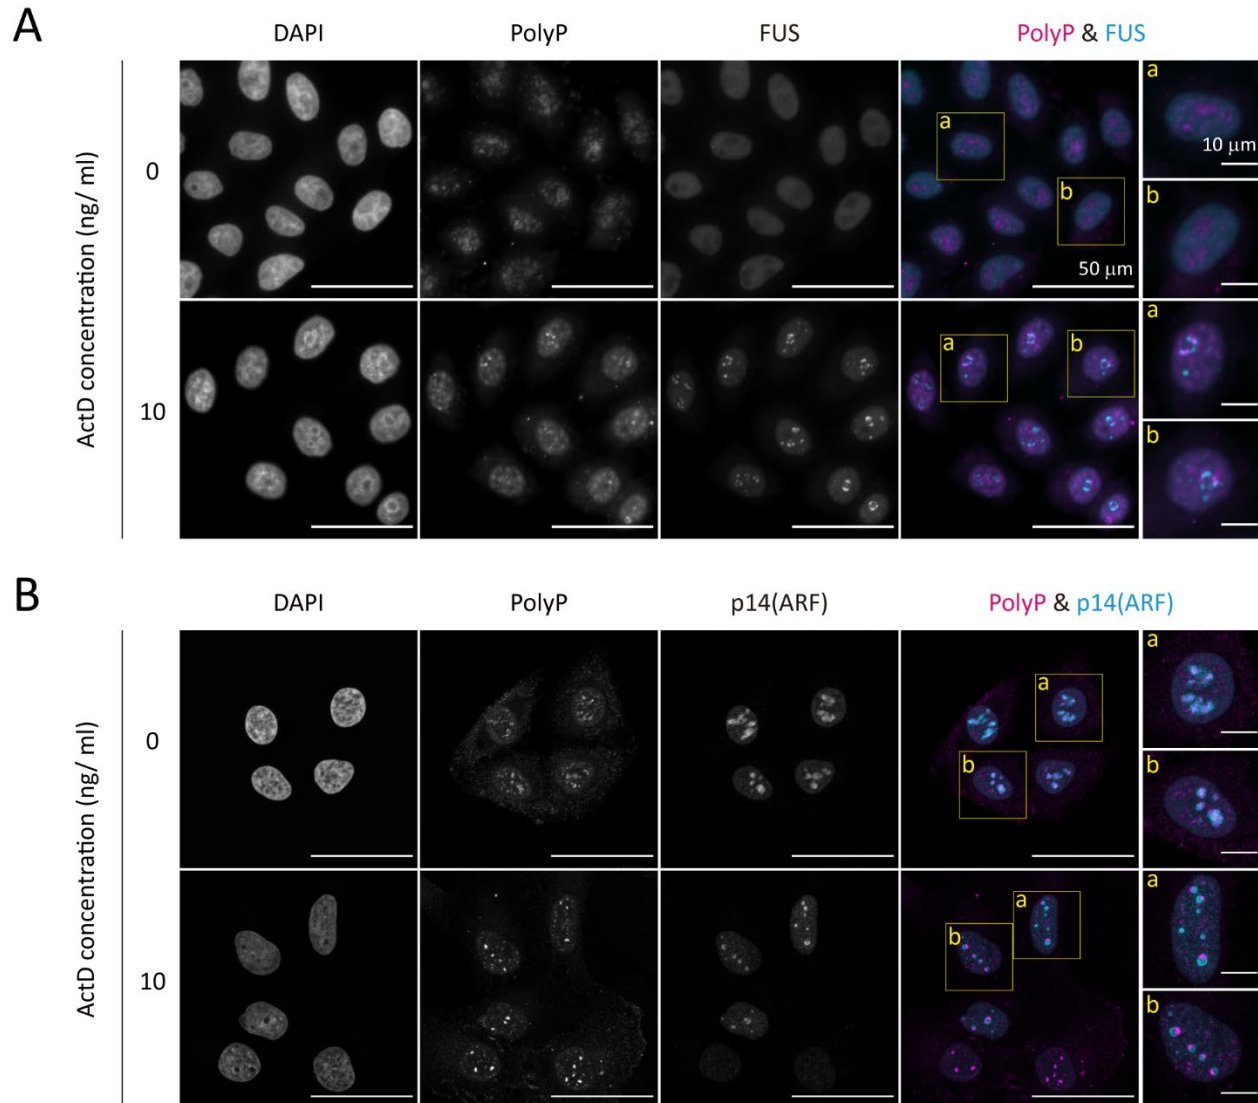 A
DAPI
PolyP
FUS
PolyP & FUS
ActD concentration (ng/ ml)
0
a
b
50 μm
a
10 μm
b
10
a
b
a
b
B
DAPI
PolyP
p14(ARF)
PolyP & p14(ARF)
ActD concentration (ng/ ml)
0
a
b
a
b
10
a
b
a
b